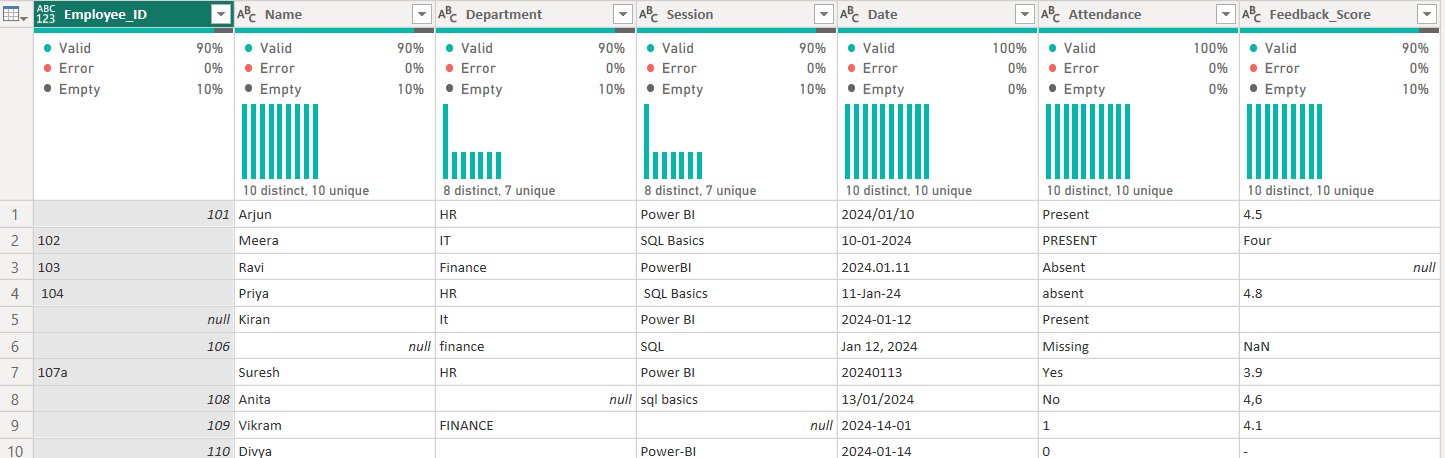 ABC 123 Employee_ID ABC Name ABC Department ABC Session ABC Date ABC Attendance ABC Feedback_Score
Valid 90% Valid 90% Valid 90% Valid 90% Valid 100% Valid 100% Valid 90%
Error 0% Error 0% Error 0% Error 0% Error 0% Error 0% Error 0%
Empty 10% Empty 10% Empty 10% Empty 10% Empty 0% Empty 0% Empty 10%
10 distinct, 10 unique 8 distinct, 7 unique 8 distinct, 7 unique 10 distinct, 10 unique 10 distinct, 10 unique 10 distinct, 10 unique
1 101 Arjun HR Power BI 2024/01/10 Present 4.5
2 102 Meera IT SQL Basics 10-01-2024 PRESENT Four
3 103 Ravi Finance PowerBI 2024.01.11 Absent null
4 104 Priya HR SQL Basics 11-Jan-24 absent 4.8
5 null Kiran It Power BI 2024-01-12 Present
6 106 null finance SQL Jan 12, 2024 Missing NaN
7 107a Suresh HR Power BI 20240113 Yes 3.9
8 108 Anita null sql basics 13/01/2024 No 4,6
9 109 Vikram FINANCE null 2024-14-01 1 4.1
10 110 Divya Power-BI 2024-01-14 0 -